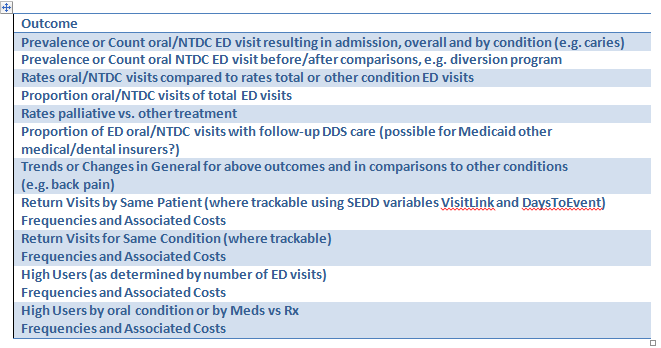 Outcome
Prevalence or Count oral/NTDC ED visit resulting in admission, overall and by condition (e.g. caries)
Prevalence or Count oral NTDC ED visit before/after comparisons, e.g. diversion program
Rates oral/NTDC visits compared to rates total or other condition ED visits
Proportion oral/NTDC visits of total ED visits
Rates palliative vs. other treatment
Proportion of ED oral/NTDC visits with follow-up DDS care (possible for Medicaid other
medical/dental insurers?)
Trends or Changes in General for above outcomes and in comparisons to other conditions
(e.g. back pain)
Return Visits by Same Patient (where trackable using SEDD variables VisitLink and DaysToEvent)
Frequencies and Associated Costs
Return Visits for Same Condition (where trackable)
Frequencies and Associated Costs
High Users (as determined by number of ED visits)
Frequencies and Associated Costs
High Users by oral condition or by Meds vs Rx
Frequencies and Associated Costs